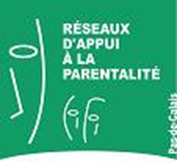 RÉSEAUX
D'APPUI
À LA
PARENTALITÉ
Pas-de-Calais